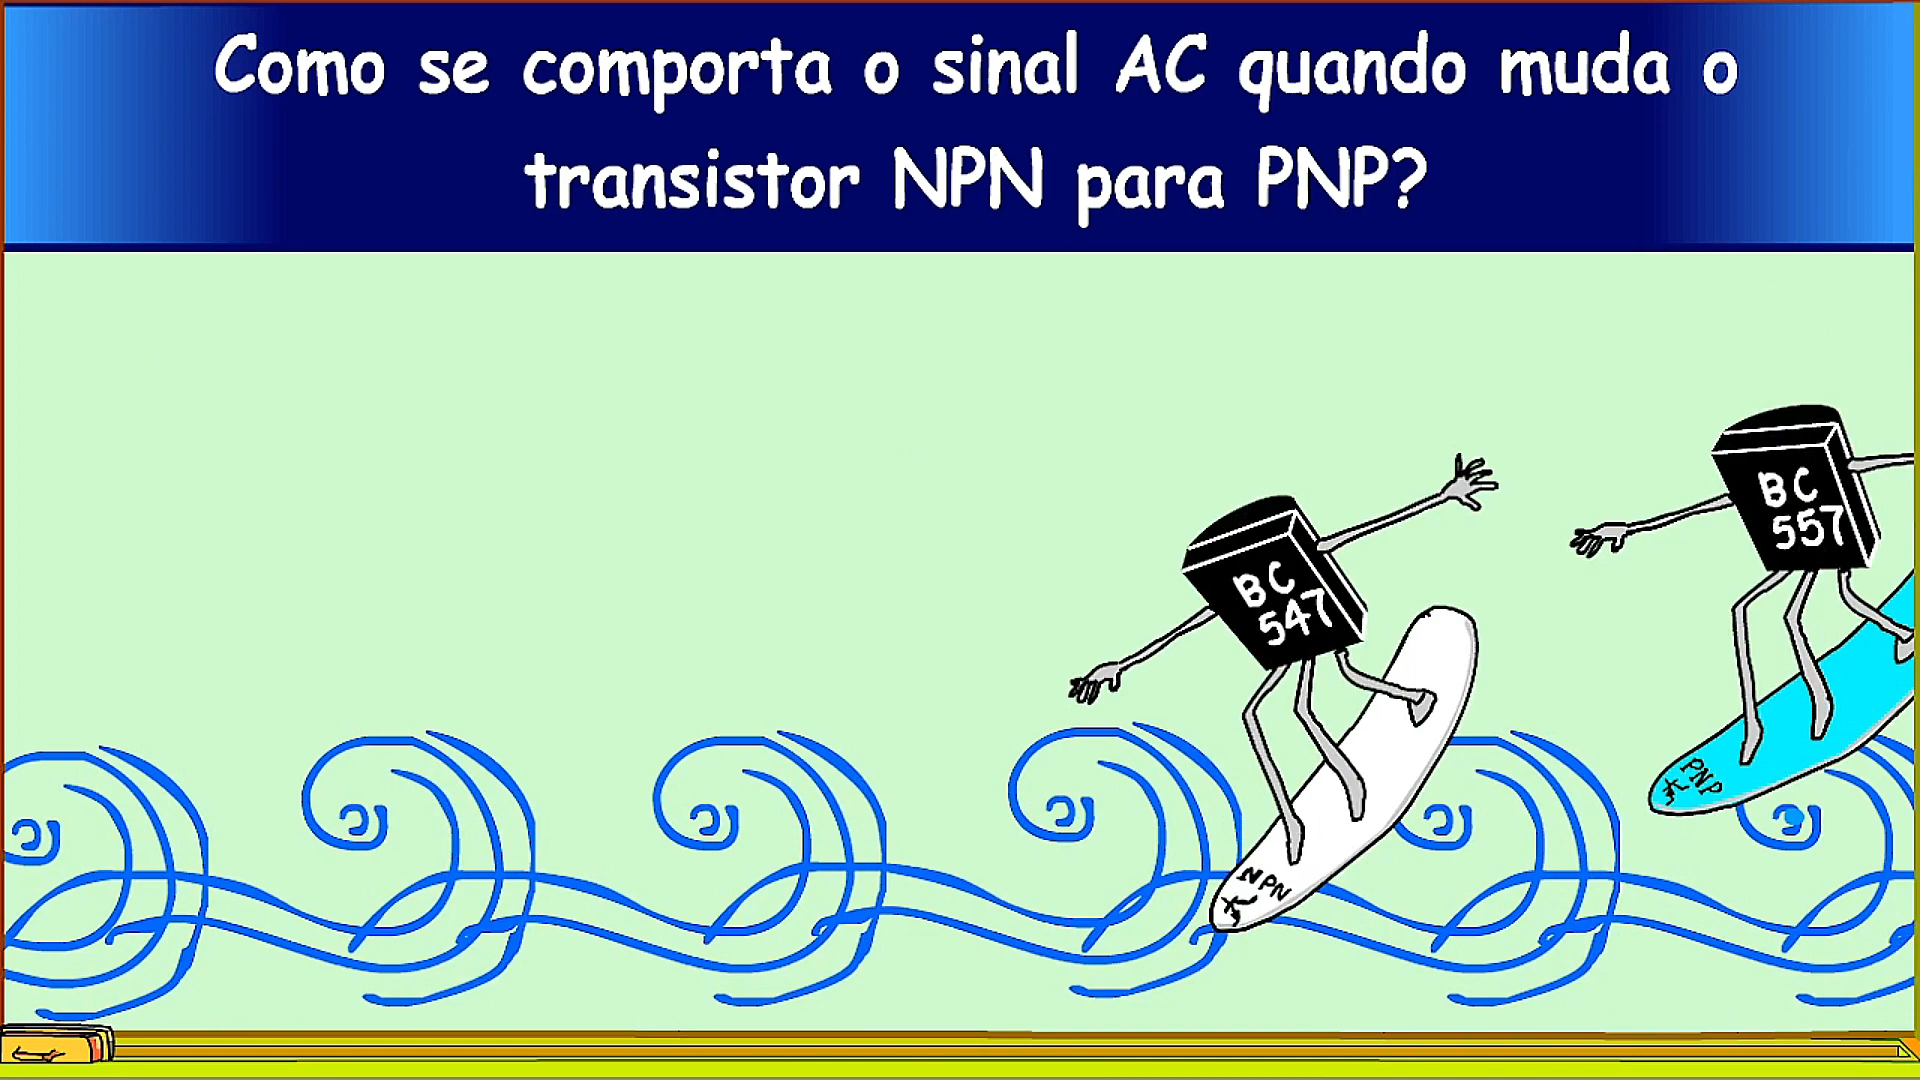 Como se comporta o sinal AC quando muda o
transistor NPN para PNP?
BC
557
BC
547
PNP
NPN